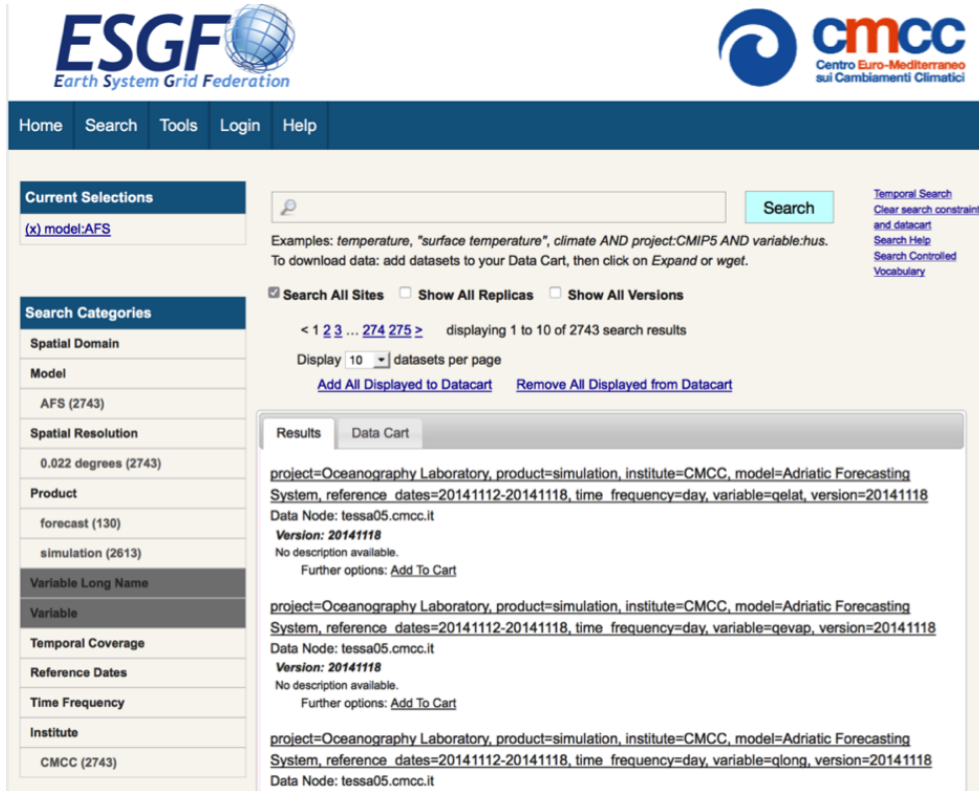 ESGF
Earth System Grid Federation
cmcc
Centro Euro-Mediterraneo
sui Cambiamenti Climatici
Home Search Tools Login Help
Current Selections
(x) model:AFS
Search Categories
Spatial Domain
Model
AFS (2743)
Spatial Resolution
0.022 degrees (2743)
Product
forecast (130)
simulation (2613)
Variable Long Name
Variable
Temporal Coverage
Reference Dates
Time Frequency
Institute
CMCC (2743)
Search
Examples: temperature, "surface temperature", climate AND project:CMIP5 AND variable:hus.
To download data: add datasets to your Data Cart, then click on Expand or wget.
Search All Sites Show All Replicas Show All Versions
< 1 2 3 ... 274 275 > displaying 1 to 10 of 2743 search results
Display 10 datasets per page
Add All Displayed to Datacart Remove All Displayed from Datacart
Results Data Cart
project=Oceanography Laboratory, product=simulation, institute=CMCC, model=Adriatic Forecasting
System, reference_dates=20141112-20141118, time_frequency=day, variable=qelat, version=20141118
Data Node: tessa05.cmcc.it
Version: 20141118
No description available.
Further options: Add To Cart
project=Oceanography Laboratory, product=simulation, institute=CMCC, model=Adriatic Forecasting
System, reference_dates=20141112-20141118, time_frequency=day, variable=qevap, version=20141118
Data Node: tessa05.cmcc.it
Version: 20141118
No description available.
Further options: Add To Cart
project=Oceanography Laboratory, product=simulation, institute=CMCC, model=Adriatic Forecasting
System, reference_dates=20141112-20141118, time_frequency=day, variable=qlong, version=20141118
Data Node: tessa05.cmcc.it
Temporal Search
Clear search constraint
and datacart
Search Help
Search Controlled
Vocabulary